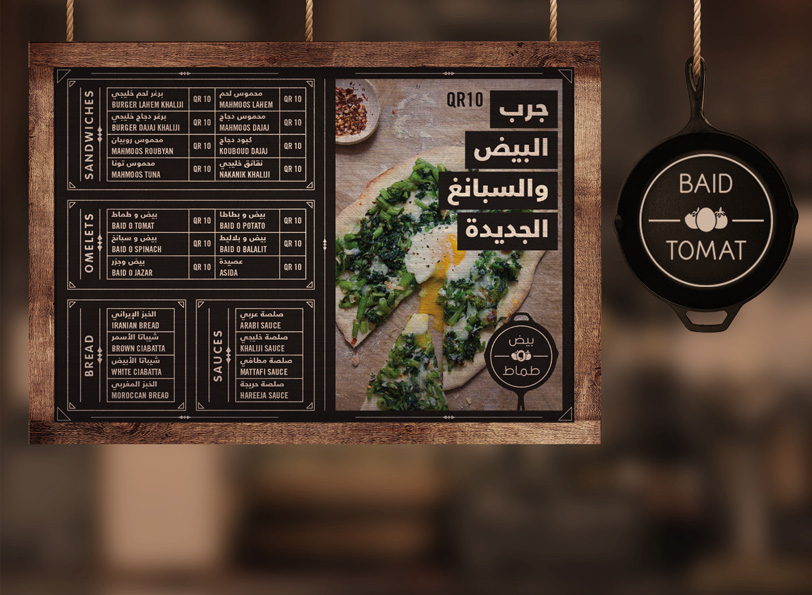 SANDWICHES
برغر لحم خليجي
BURGER LAHEM KHALIJI
QR 10
محموس لحم
MAHMOOS LAHEM
QR 10
برغر دجاج خليجي
BURGER DAJAJ KHALIJI
QR 10
محموس دجاج
MAHMOOS DAJAJ
QR 10
محموس روبيان
MAHMOOS ROUBYAN
QR 10
كبود دجاج
KOUBOUD DAJAJ
QR 10
محموس تونا
MAHMOOS TUNA
QR 10
نقانق خليجي
NAKANIK KHALIJI
QR 10
OMELETS
بيض و طماط
BAID O TOMAT
QR 10
بيض و بطاطا
BAID O POTATO
QR 10
بيض و سبانغ
BAID O SPINACH
QR 10
بيض و بلاليط
BAID O BALALIT
QR 10
بيض وجزر
BAID O JAZAR
QR 10
عصيدة
ASIDA
QR 10
BREAD
الخبز الإيراني
IRANIAN BREAD
شيباتا الأسمر
BROWN CIABATTA
شيباتا الأبيض
WHITE CIABATTA
الخبز المغربي
MOROCCAN BREAD
SAUCES
صلصة عربي
ARABI SAUCE
صلصة خليجي
KHALIJI SAUCE
صلصة مطافي
MATTAFI SAUCE
صلصة حريجة
HAREEJA SAUCE
جرب
QR10
البيض
والسبانغ
الجديدة
بيض
طماط
BAID
TOMAT